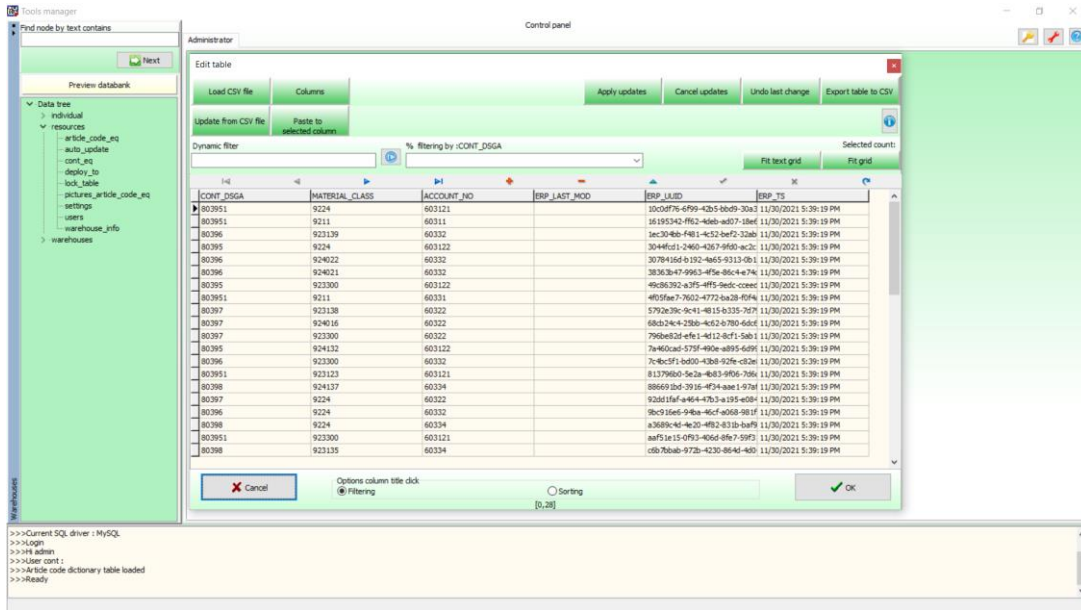 Tools manager
Control panel
Find node by text contains
Next
Preview databank
Data tree
individual
resources
article_code_eq
auto_update
cont_eq
deploy_to
lock_table
pictures_article_code_eq
settings
users
warehouse_info
warehouses
Warehouses
Administrator
Edit table
Load CSV file Columns Apply updates Cancel updates Undo last change Export table to CSV
Update from CSV file Paste to selected column
Dynamic filter % filtering by :CONT_DSGA Selected count:
Fit text grid Fit grid
CONT_DSGA MATERIAL_CLASS ACCOUNT_NO ERP_LAST_MOD ERP_UUID ERP_TS
803951 9224 603121 11/30/2021 5:39:19 PM
803951 9211 60311 11/30/2021 5:39:19 PM
80396 923139 60332 11/30/2021 5:39:19 PM
80395 9224 603122 11/30/2021 5:39:19 PM
80396 924022 60332 11/30/2021 5:39:19 PM
80396 924021 60332 11/30/2021 5:39:19 PM
80395 923300 603122 11/30/2021 5:39:19 PM
803951 9211 60331 11/30/2021 5:39:19 PM
80397 923138 60322 11/30/2021 5:39:19 PM
80397 924016 60322 11/30/2021 5:39:19 PM
80397 923300 60322 11/30/2021 5:39:19 PM
80395 924132 603122 11/30/2021 5:39:19 PM
80396 923300 60332 11/30/2021 5:39:19 PM
803951 923123 603121 11/30/2021 5:39:19 PM
80398 924137 60334 11/30/2021 5:39:19 PM
80397 9224 60322 11/30/2021 5:39:19 PM
80396 9224 60332 11/30/2021 5:39:19 PM
80398 9224 60334 11/30/2021 5:39:19 PM
803951 923300 603121 11/30/2021 5:39:19 PM
80398 923135 60334 11/30/2021 5:39:19 PM
Cancel
Options column title click
Filtering Sorting
OK
[0,28]
>>>Current SQL driver : MySQL
>>>Login
>>>Hi admin
>>>User cont :
>>>Article code dictionary table loaded
>>>Ready